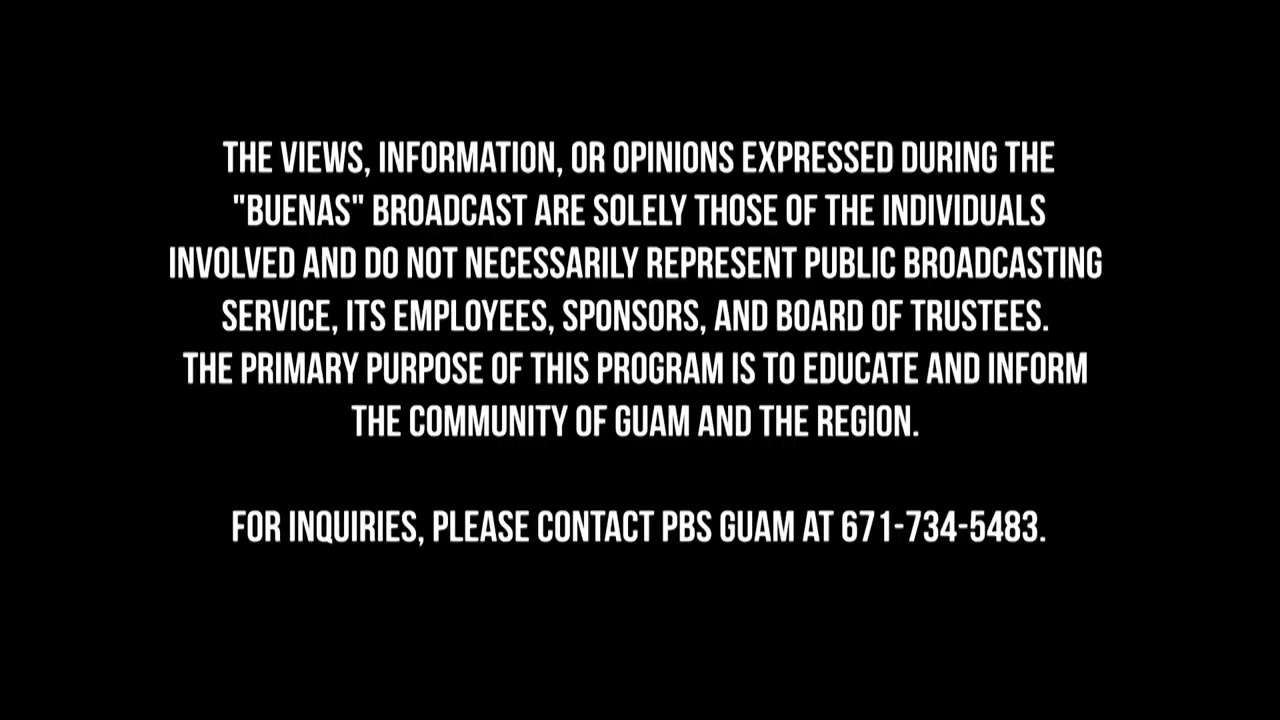 THE VIEWS, INFORMATION, OR OPINIONS EXPRESSED DURING THE
"BUENAS" BROADCAST ARE SOLELY THOSE OF THE INDIVIDUALS
INVOLVED AND DO NOT NECESSARILY REPRESENT PUBLIC BROADCASTING
SERVICE, ITS EMPLOYEES, SPONSORS, AND BOARD OF TRUSTEES.
THE PRIMARY PURPOSE OF THIS PROGRAM IS TO EDUCATE AND INFORM
THE COMMUNITY OF GUAM AND THE REGION.
FOR INQUIRIES, PLEASE CONTACT PBS GUAM AT 671-734-5483.